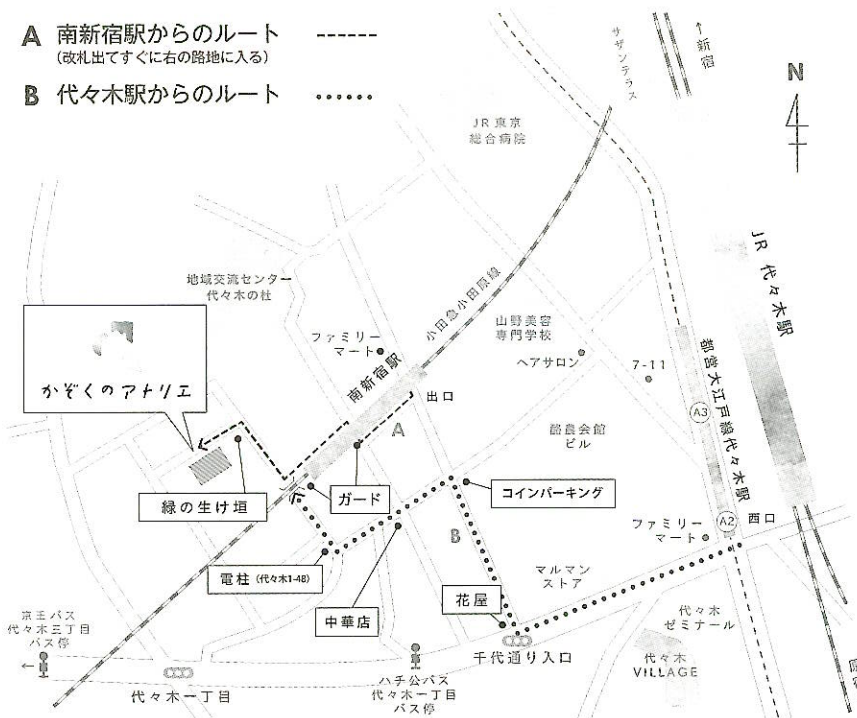 A 南新宿駅からのルート
(改札出てすぐに右の路地に入る)
B 代々木駅からのルート
サザンテラス
↑新宿
N
JR東京
総合病院
JR 代々木駅
地域交流センター
代々木の杜
小田急小田原線
ファミリー
マート
山野美容
専門学校
ヘアサロン
7-11
南新宿駅
出口
都営大江戸線代々木駅
A3
かぞくのアトリエ
A
酪農会館
ビル
緑の生け垣
ガード
コインパーキング
A2
西口
ファミリー
マート
B
電柱(代々木1-48)
マルマン
ストア
中華店
花屋
代々木
ゼミナール
京王バス
代々木三丁目
バス停
←
千代通り入口
代々木
VILLAGE
代々木一丁目
ハチ公バス
代々木一丁目
バス停